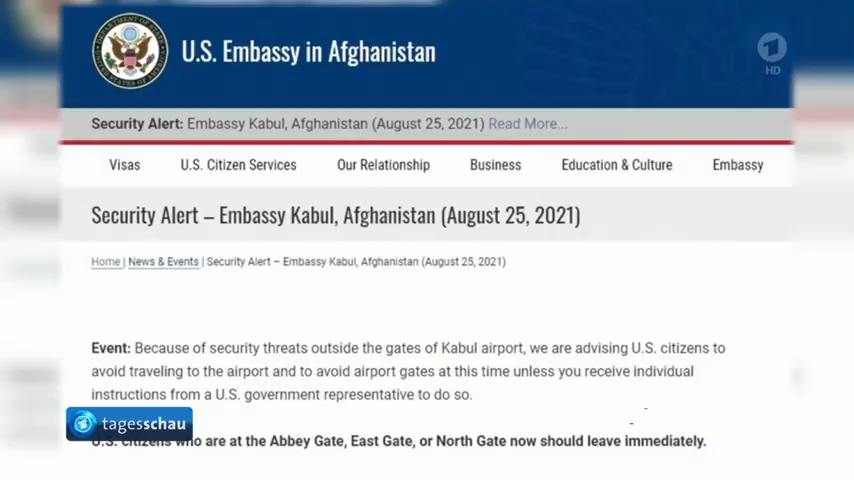 U.S. Embassy in Afghanistan
1
HD
Security Alert: Embassy Kabul, Afghanistan (August 25, 2021) Read More...
Visas U.S. Citizen Services Our Relationship Business Education & Culture Embassy
Security Alert – Embassy Kabul, Afghanistan (August 25, 2021)
Home | News & Events | Security Alert – Embassy Kabul, Afghanistan (August 25, 2021)
Event: Because of security threats outside the gates of Kabul airport, we are advising U.S. citizens to
avoid traveling to the airport and to avoid airport gates at this time unless you receive individual
instructions from a U.S. government representative to do so.
tagesschau
U.S. citizens who are at the Abbey Gate, East Gate, or North Gate now should leave immediately.